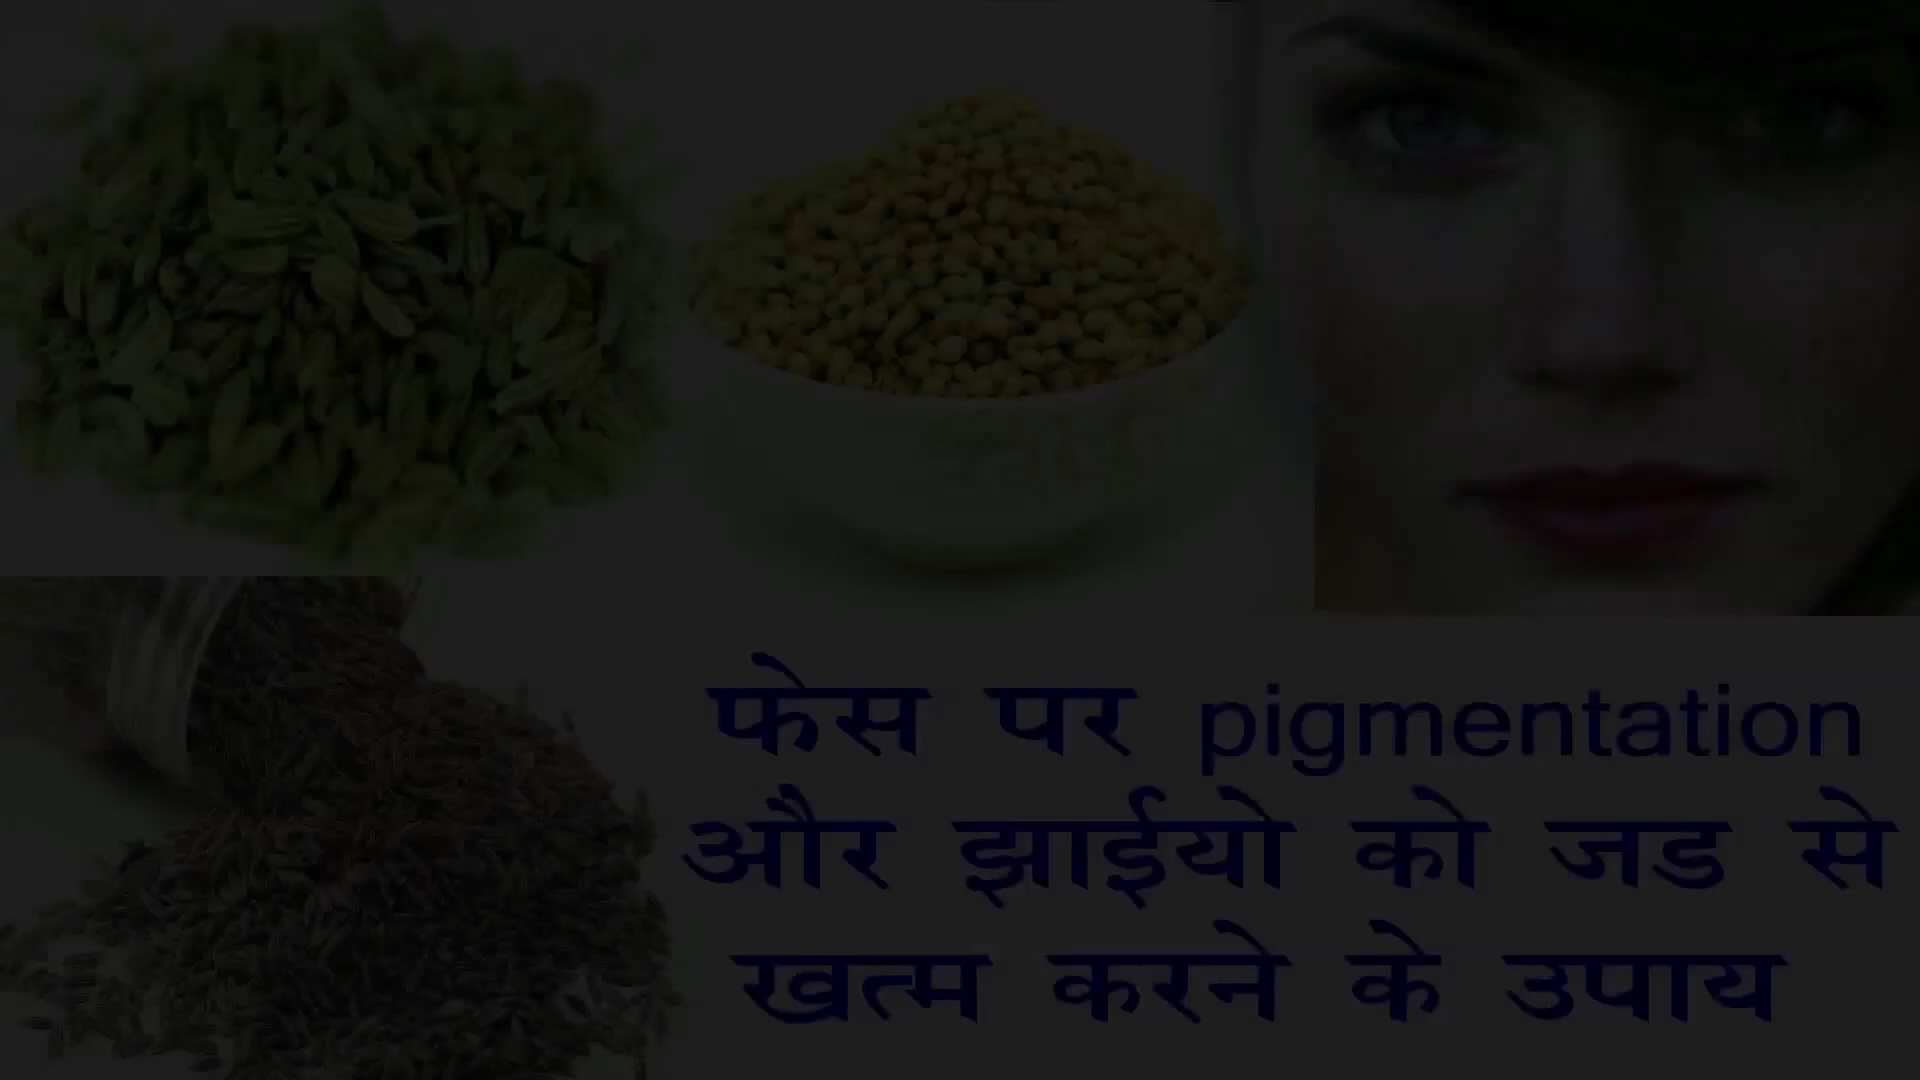 फेस पर pigmentation
और झाईयो को जड से
खत्म करने के उपाय